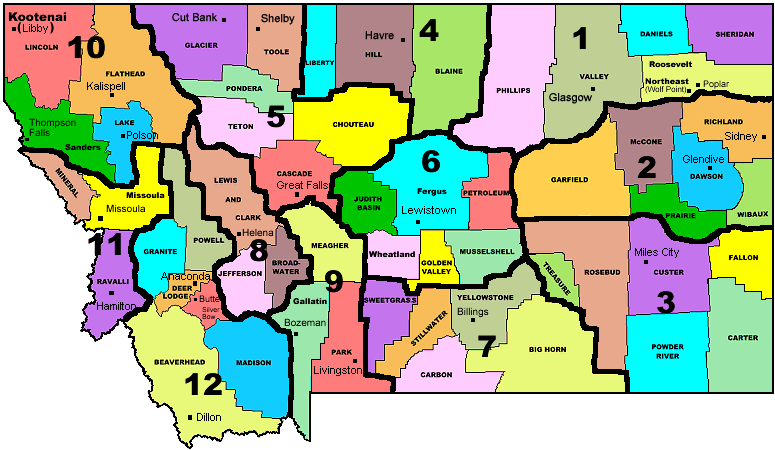 Kootenai
(Libby)
LINCOLN
10
FLATHEAD
Kalispell
Cut Bank
GLACIER
Shelby
TOOLE
LIBERTY
Havre
HILL
4
BLAINE
PHILLIPS
1
VALLEY
Glasgow
DANIELS
SHERIDAN
Roosevelt
Northeast
(Wolf Point)
Poplar
PONDERA
TETON
5
CHOUTEAU
Thompson
Falls
Sanders
LAKE
Polson
RICHLAND
Sidney
McCONE
2
Glendive
DAWSON
MINERAL
Missoula
Missoula
LEWIS
AND
CLARK
Helena
CASCADE
Great Falls
6
Fergus
Lewistown
JUDITH
BASIN
PETROLEUM
GARFIELD
PRAIRIE
WIBAUX
11
RAVALLI
Hamilton
GRANITE
POWELL
8
JEFFERSON
BROAD-
WATER
MEAGHER
9
Wheatland
GOLDEN
VALLEY
MUSSELSHELL
TREASURE
ROSEBUD
Miles City
CUSTER
3
FALLON
Anaconda
DEER
LODGE
Butte
Silver
Bow
Gallatin
Bozeman
SWEETGRASS
STILLWATER
YELLOWSTONE
Billings
7
BIG HORN
CARBON
POWDER
RIVER
CARTER
BEAVERHEAD
12
Dillon
MADISON
PARK
Livingston